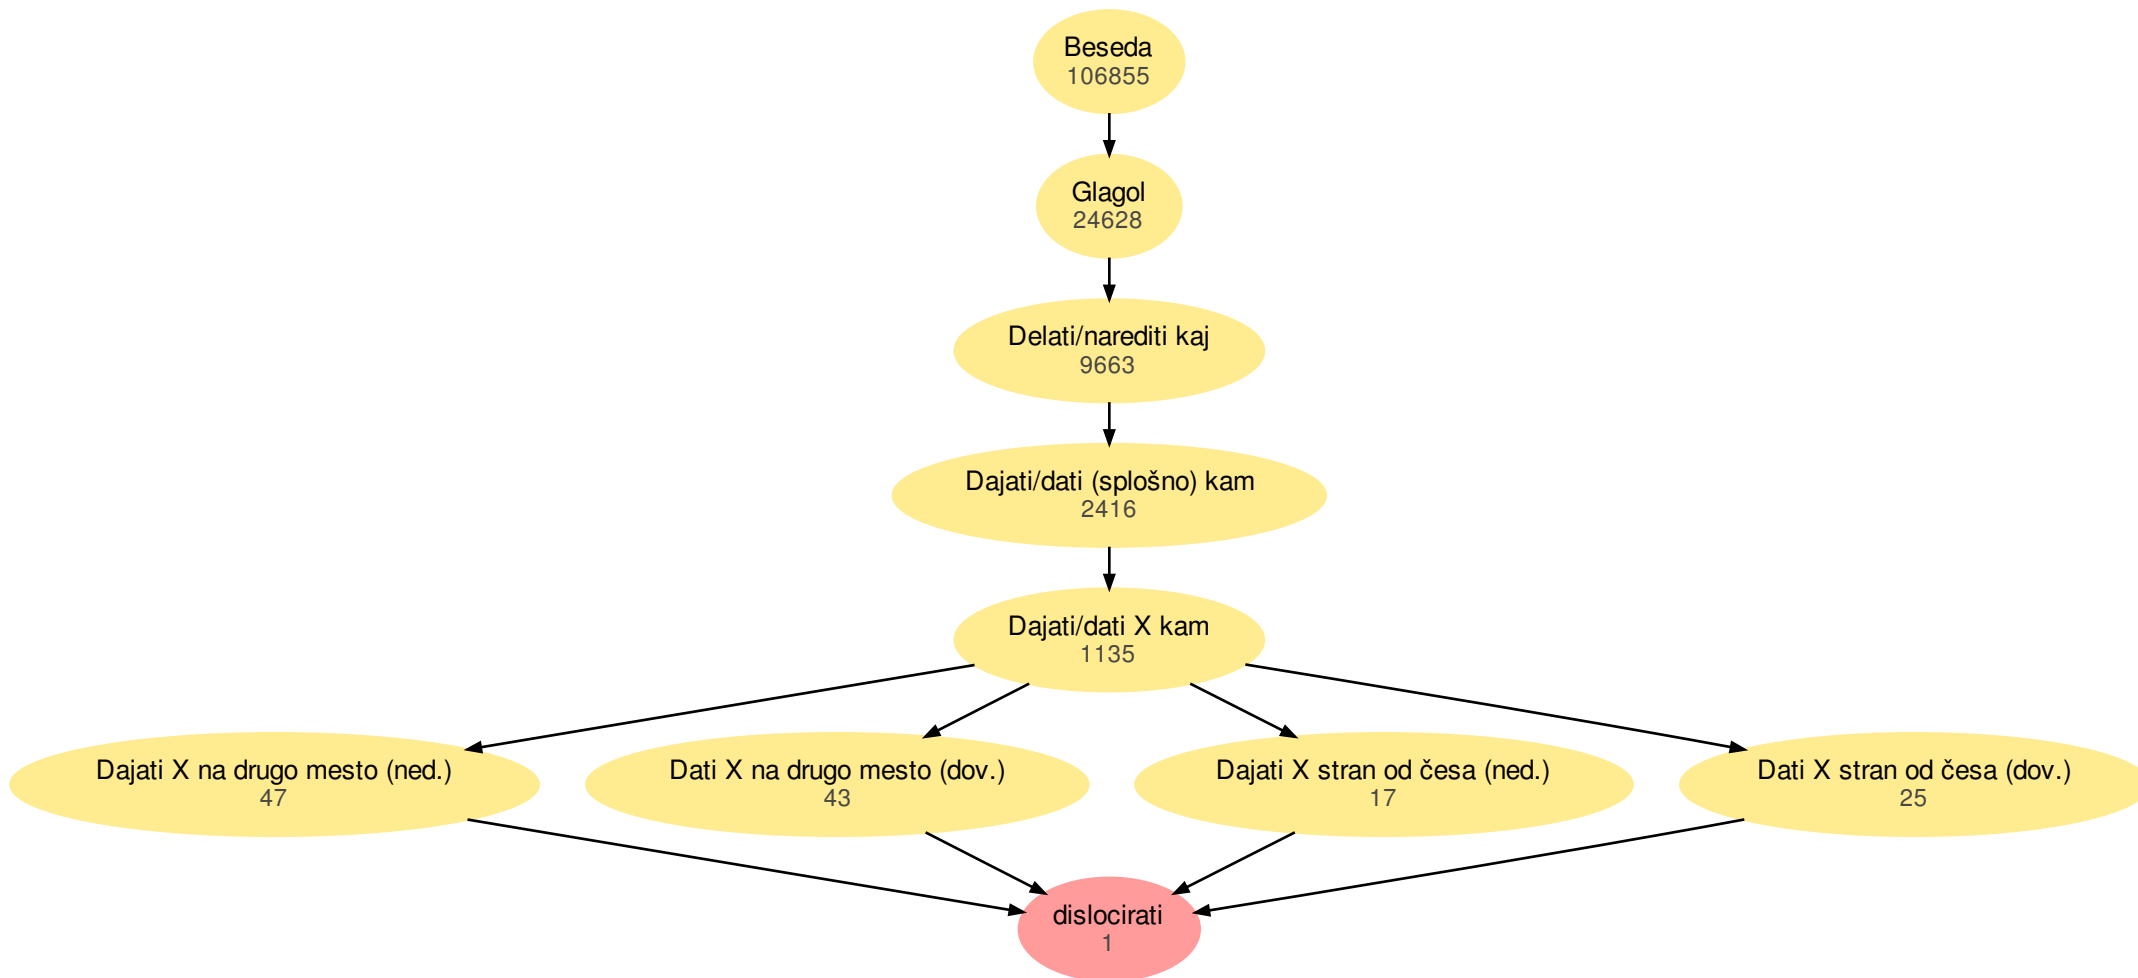 Beseda
106855
Glagol
24628
Delati/narediti kaj
9663
Dajati/dati (splošno) kam
2416
Dajati/dati X kam
1135
Dajati X na drugo mesto (ned.)
47
Dati X na drugo mesto (dov.)
43
Dajati X stran od česa (ned.)
17
Dati X stran od česa (dov.)
25
dislocirati
1